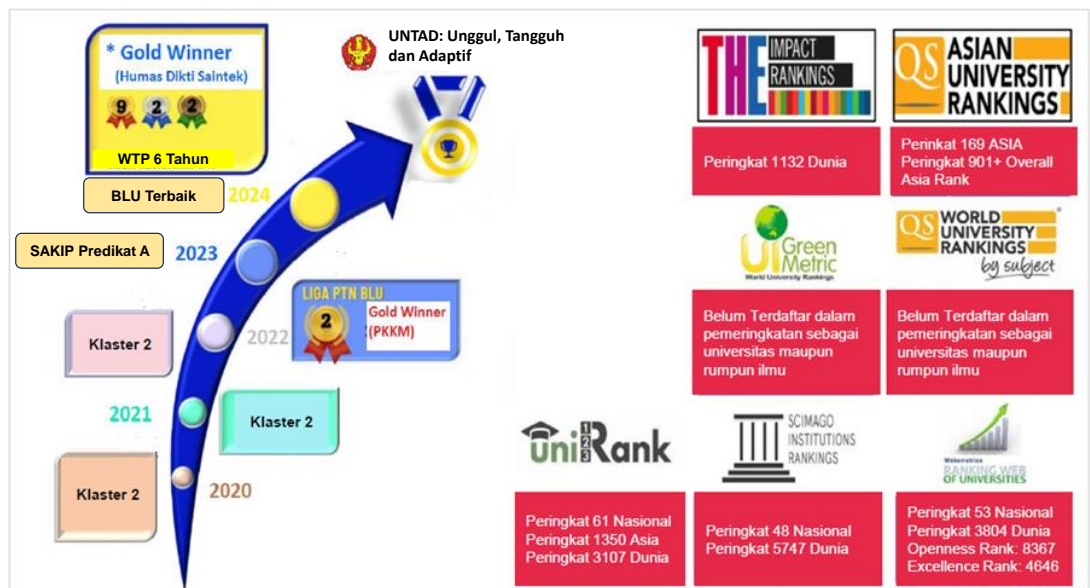 UNTAD: Unggul, Tangguh
dan Adaptif
* Gold Winner
(Humas Dikti Saintek)
9 2 2
WTP 6 Tahun
BLU Terbaik
2024
SAKIP Predikat A
2023
LIGA PTN BLU
2
Gold Winner
(PKKM)
2022
Klaster 2
2021
Klaster 2
Klaster 2
2020
THE IMPACT
RANKINGS
Peringkat 1132 Dunia
QS ASIAN
UNIVERSITY
RANKINGS
Perinkat 169 ASIA
Peringkat 901+ Overall
Asia Rank
UI Green
Metric
World University Rankings
Belum Terdaftar dalam
pemeringkatan sebagai
universitas maupun
rumpun ilmu
QS WORLD
UNIVERSITY
RANKINGS
by subject
Belum Terdaftar dalam
pemeringkatan sebagai
universitas maupun
rumpun ilmu
uni123Rank
Peringkat 61 Nasional
Peringkat 1350 Asia
Peringkat 3107 Dunia
SCIMAGO
INSTITUTIONS
RANKINGS
Peringkat 48 Nasional
Peringkat 5747 Dunia
Webometrics
RANKING WEB
OF UNIVERSITIES
Peringkat 53 Nasional
Peringkat 3804 Dunia
Openness Rank: 8367
Excellence Rank: 4646